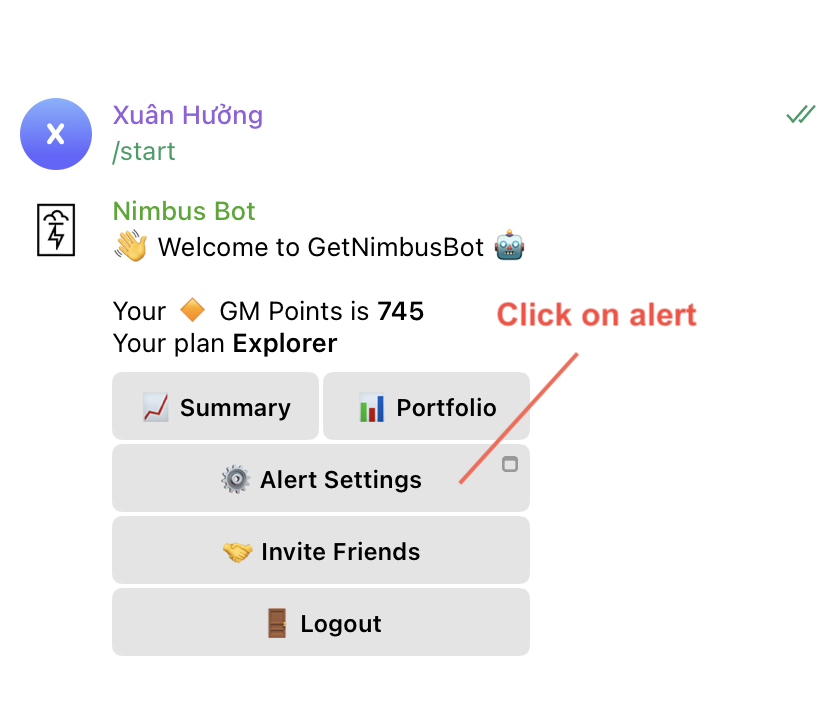 X
Xuân Hưởng
/start
Nimbus Bot
👋 Welcome to GetNimbusBot 🤖
Your 🔶 GM Points is 745
Your plan Explorer
Click on alert
📈 Summary
📊 Portfolio
⚙️ Alert Settings
🤝 Invite Friends
🚪 Logout